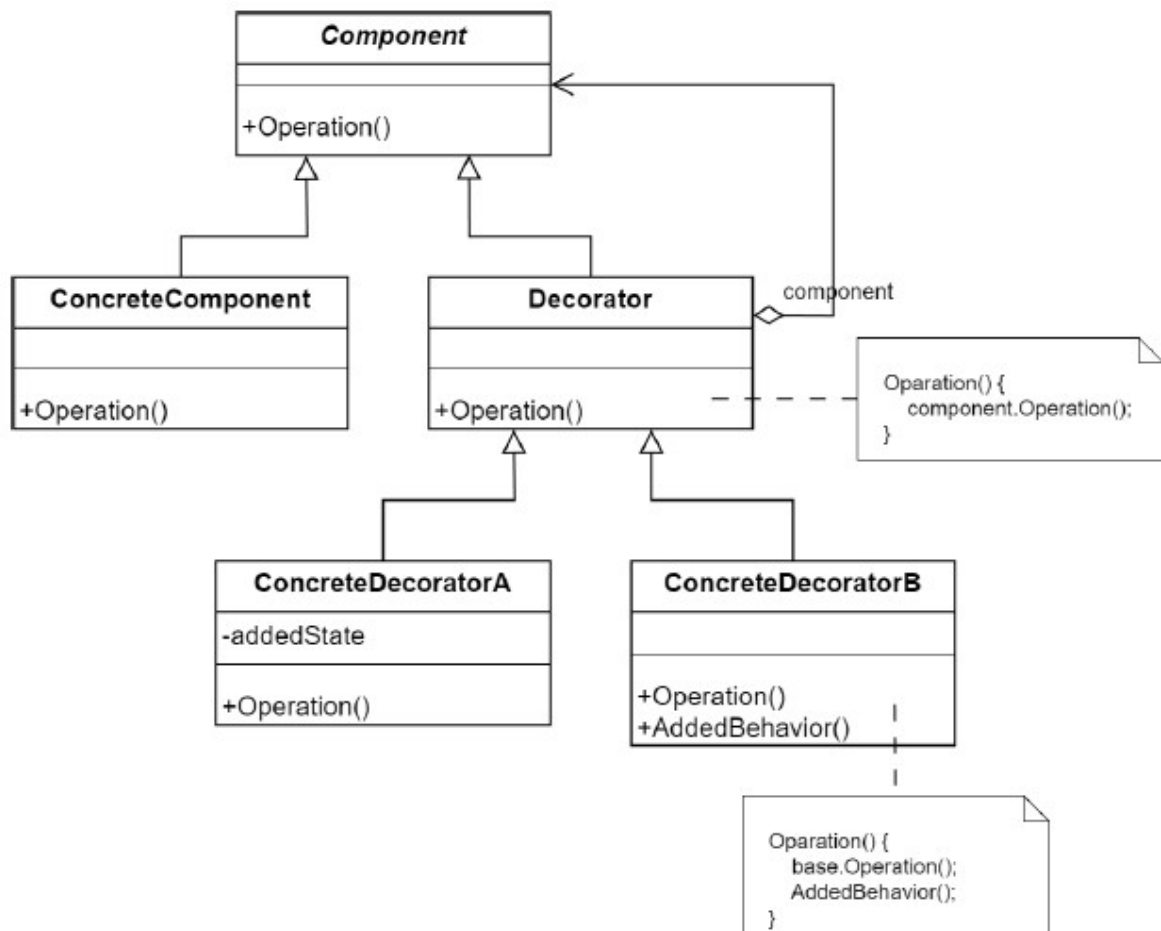 Component
+Operation()
ConcreteComponent
+Operation()
Decorator
+Operation()
component
Oparation() {
component.Operation();
}
ConcreteDecoratorA
-addedState
+Operation()
ConcreteDecoratorB
+Operation()
+AddedBehavior()
Oparation() {
base.Operation();
AddedBehavior();
}